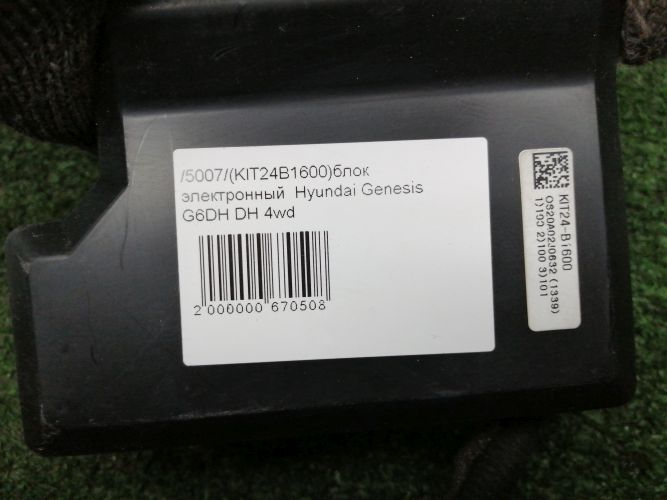 /5007/(KIT24B1600)блок
электронный  Hyundai Genesis
G6DH DH 4wd
2 000000 670508
KIT24-B1600
OS20A02J0632 (1339)
1)100 2)100 3)101